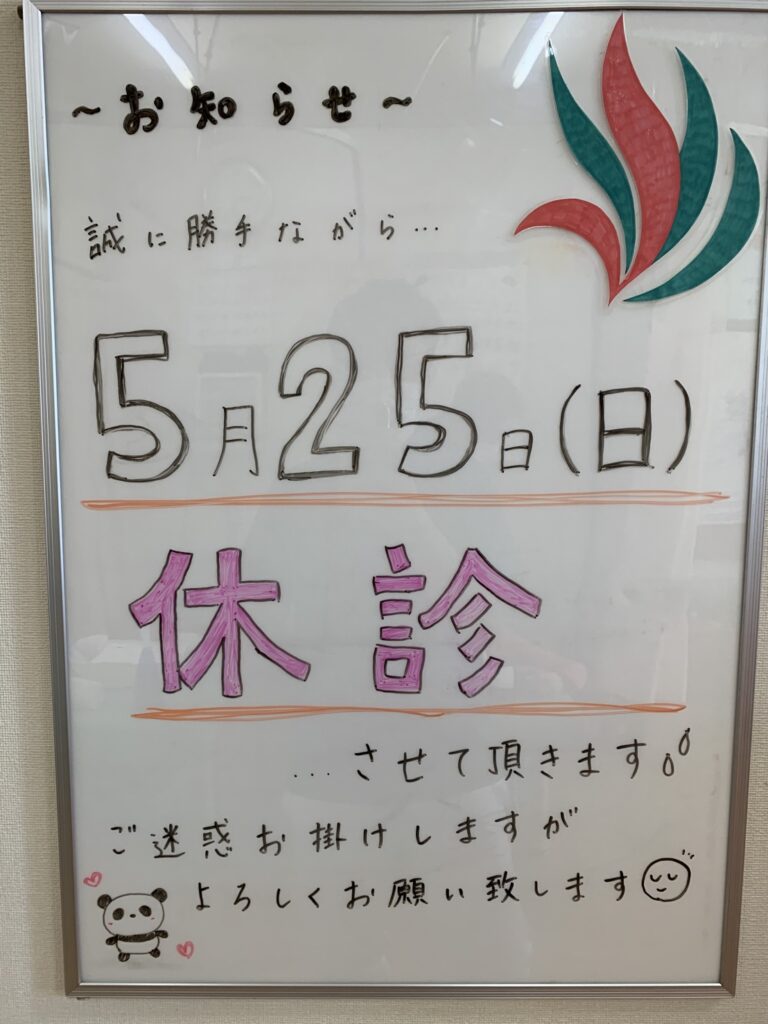 ~お知らせ~
誠に勝手ながら…
5月25日(日)
休診
…させて頂きます
ご迷惑お掛けしますが
よろしくお願い致します